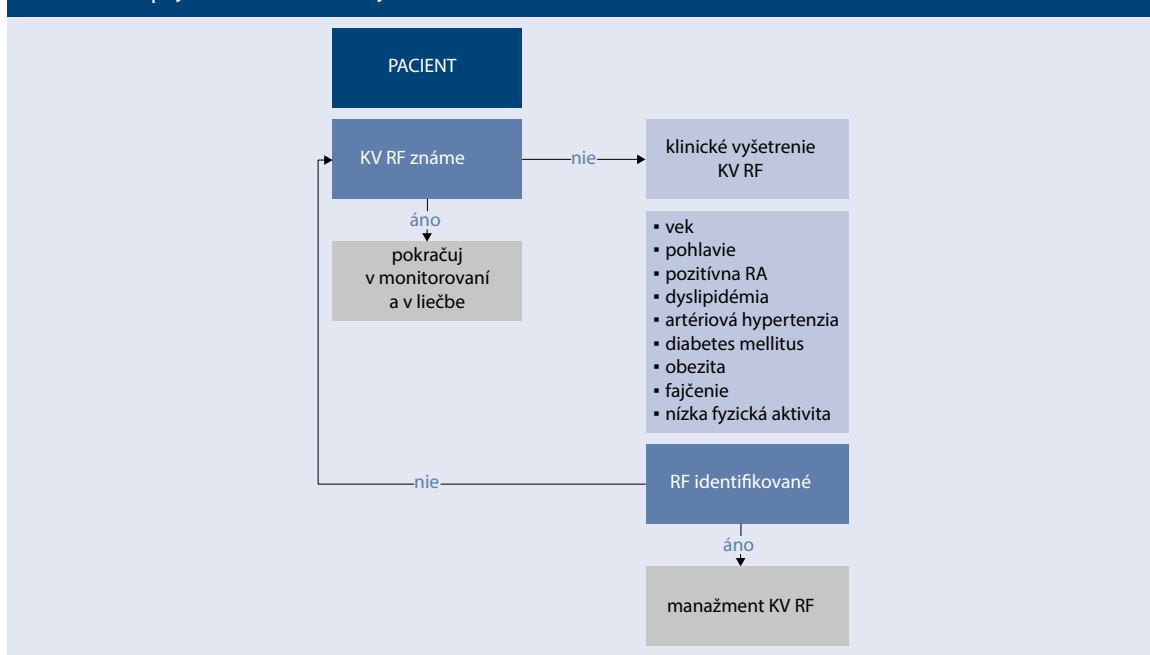 PACIENT
KV RF známe
nie
klinické vyšetrenie
KV RF
áno
pokračuj
v monitorovaní
a v liečbe
▪ vek
▪ pohlavie
▪ pozitívna RA
▪ dyslipidémia
▪ artériová hypertenzia
▪ diabetes mellitus
▪ obezita
▪ fajčenie
▪ nízka fyzická aktivita
nie
RF identifikované
áno
manažment KV RF